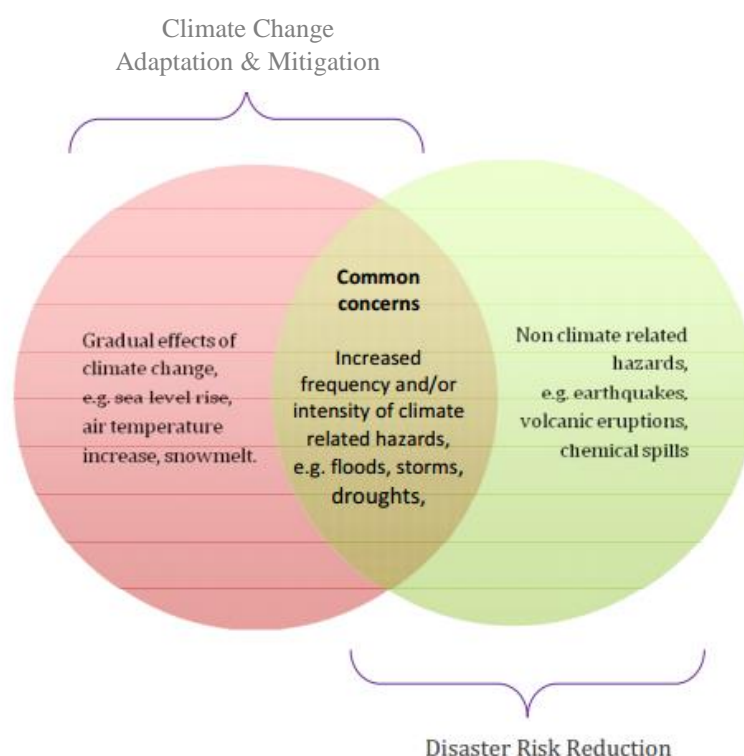 Climate Change
Adaptation & Mitigation
Gradual effects of
climate change,
e.g. sea level rise,
air temperature
increase, snowmelt.
Common
concerns
Increased
frequency and/or
intensity of climate
related hazards,
e.g. floods, storms,
droughts,
Non climate related
hazards,
e.g. earthquakes,
volcanic eruptions,
chemical spills
Disaster Risk Reduction